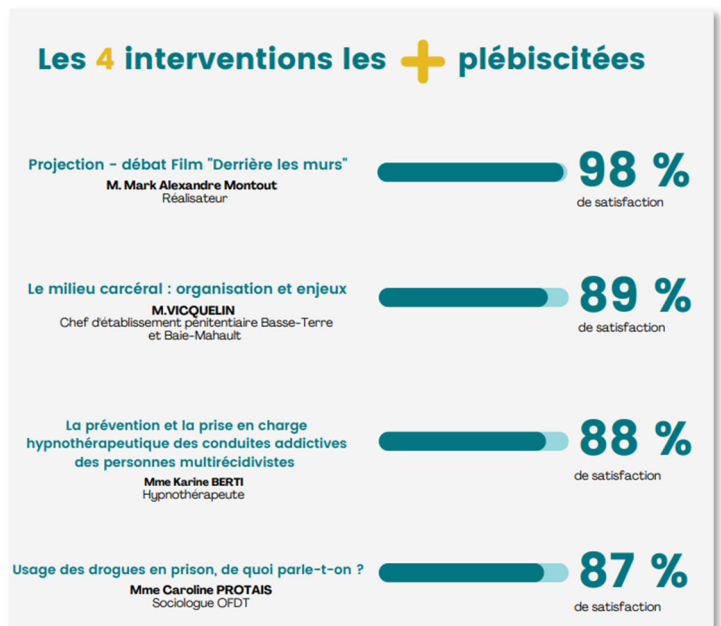 Les 4 interventions les + plébiscitées
Projection - débat Film "Derrière les murs"
M. Mark Alexandre Montout
Réalisateur
98 %
de satisfaction
Le milieu carcéral : organisation et enjeux
M.VICQUELIN
Chef d'établissement pénitentiaire Basse-Terre
et Baie-Mahault
89 %
de satisfaction
La prévention et la prise en charge
hypnothérapeutique des conduites addictives
des personnes multirécidivistes
Mme Karine BERTI
Hypnothérapeute
88 %
de satisfaction
Usage des drogues en prison, de quoi parle-t-on ?
Mme Caroline PROTAIS
Sociologue OFDT
87 %
de satisfaction